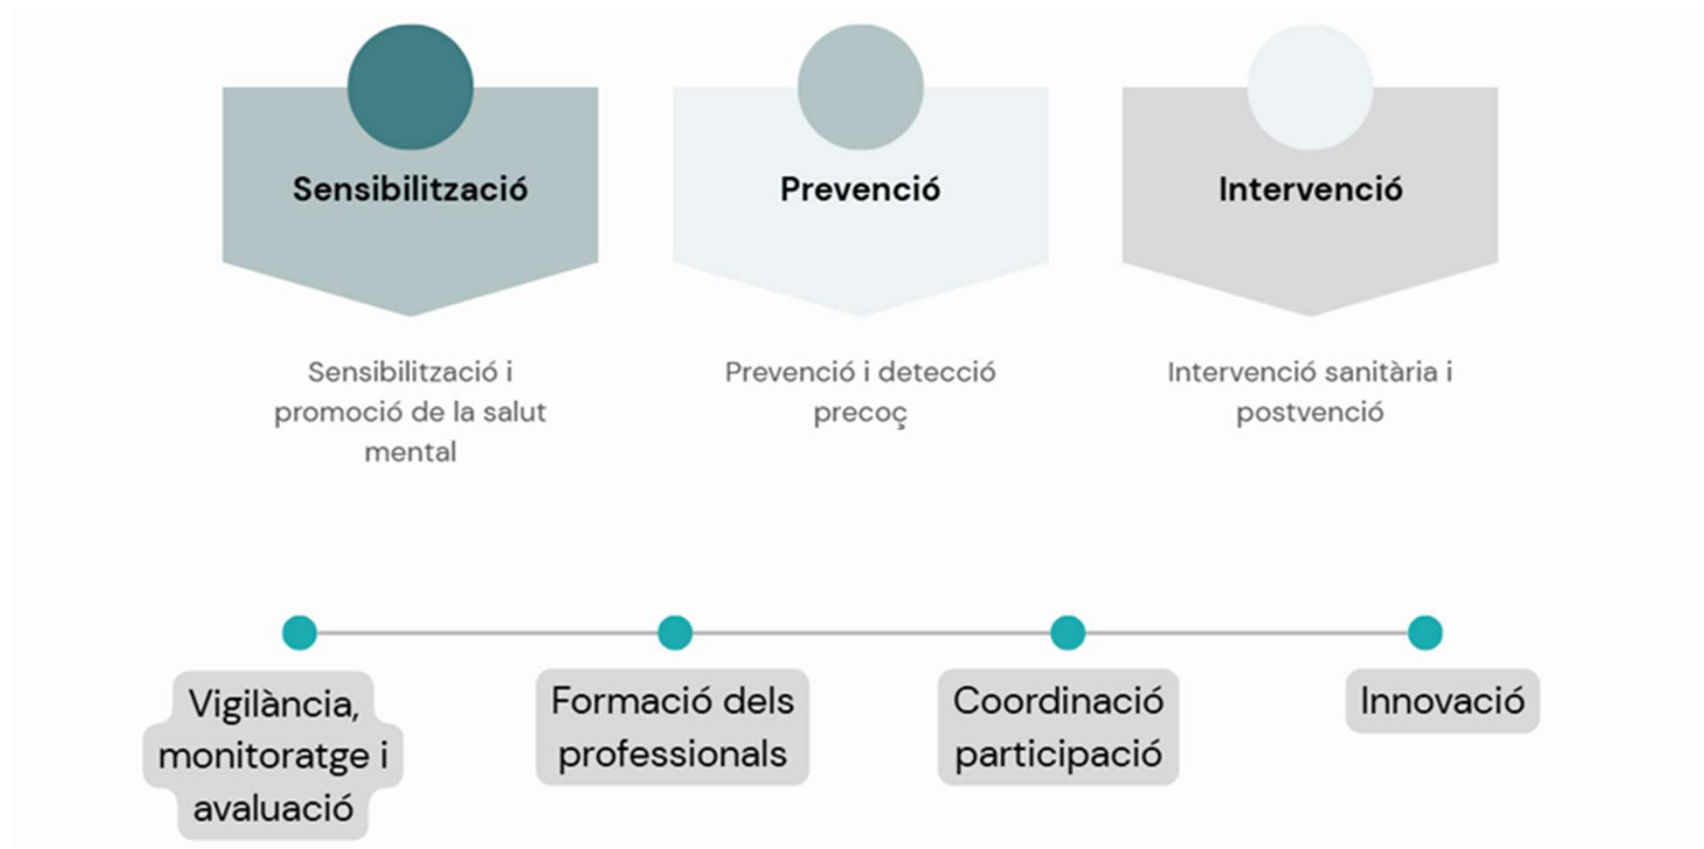 Sensibilització
Prevenció
Intervenció
Sensibilització i
promoció de la salut
mental
Prevenció i detecció
precoç
Intervenció sanitària i
postvenció
Vigilància,
monitoratge i
avaluació
Formació dels
professionals
Coordinació
participació
Innovació